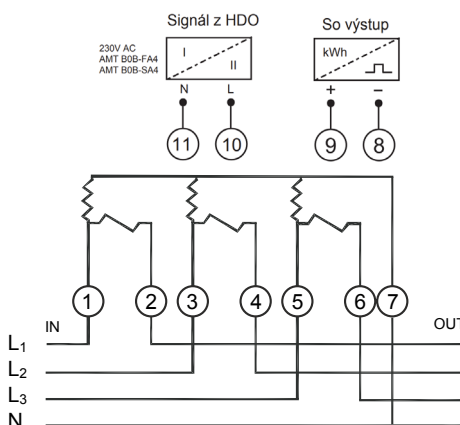 Signál z HDO
So výstup
230V AC
AMT B0B-FA4
AMT B0B-SA4
I
II
kWh
N
L
+
−
11
10
9
8
1
2
3
4
5
6
7
IN
OUT
L1
L2
L3
N